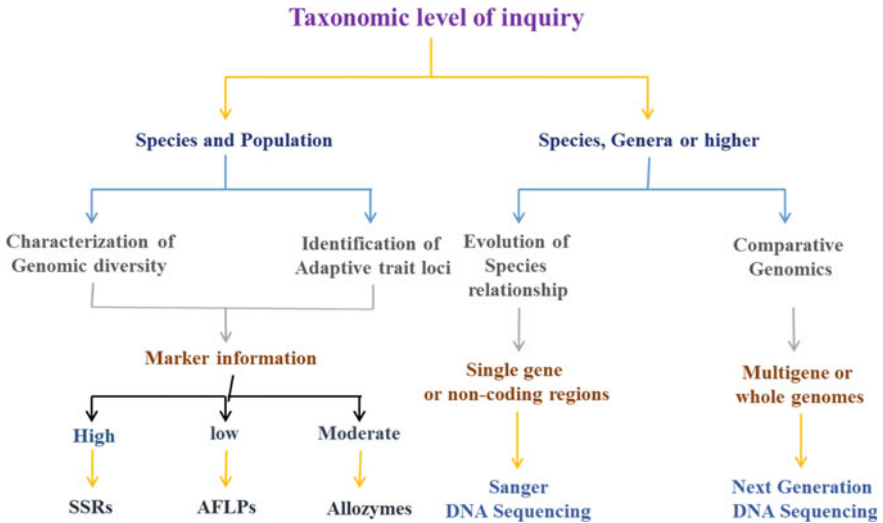 Taxonomic level of inquiry
Species and Population
Species, Genera or higher
Characterization of
Genomic diversity
Identification of
Adaptive trait loci
Evolution of
Species
relationship
Comparative
Genomics
Marker information
Single gene
or non-coding regions
Multigene or
whole genomes
High
low
Moderate
SSRs
AFLPs
Allozymes
Sanger
DNA Sequencing
Next Generation
DNA Sequencing